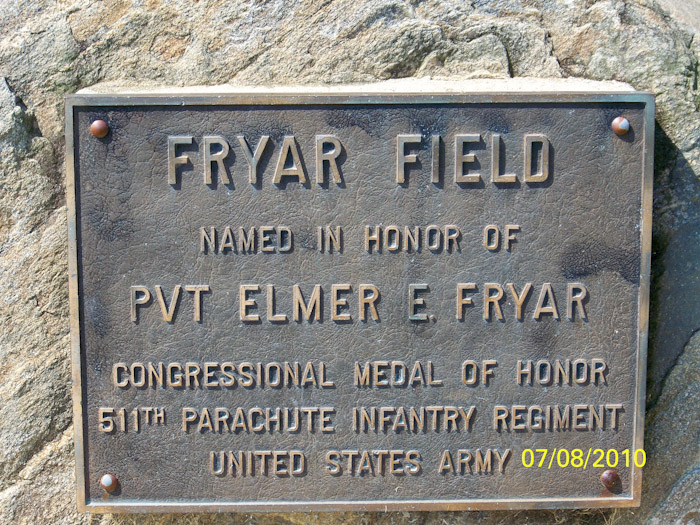 FRYAR FIELD
NAMED IN HONOR OF
PVT ELMER E. FRYAR
CONGRESSIONAL MEDAL OF HONOR
511TH PARACHUTE INFANTRY REGIMENT
UNITED STATES ARMY
07/08/2010